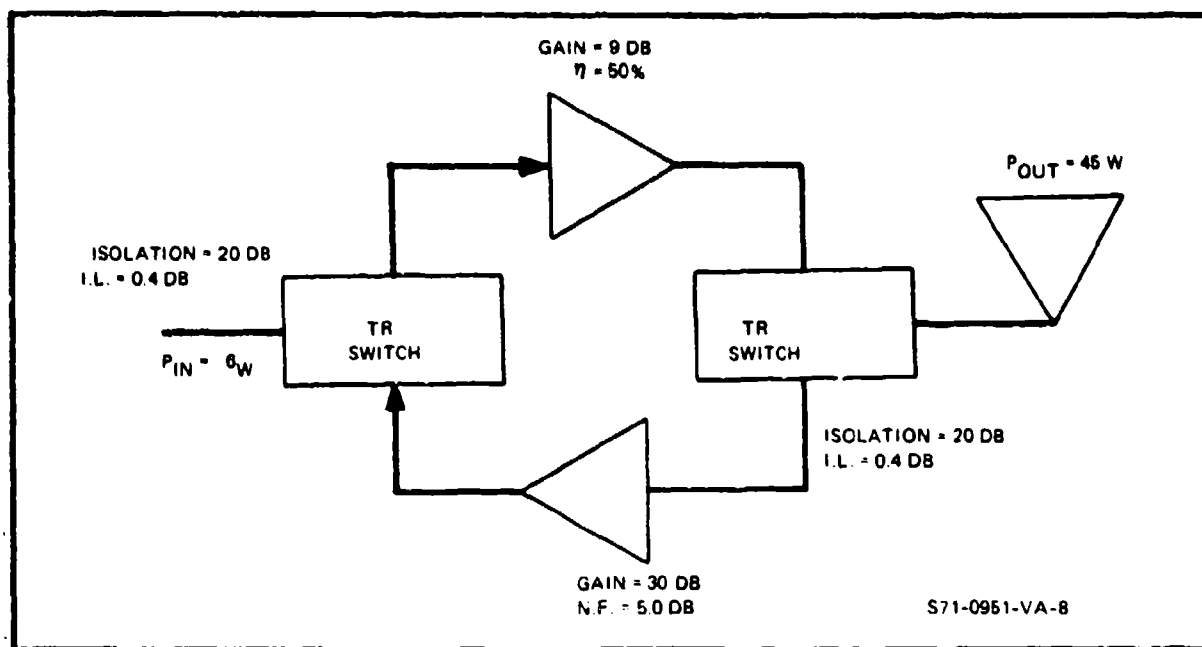 GAIN = 9 DB
η = 50%
P_OUT = 45 W
ISOLATION = 20 DB
I.L. = 0.4 DB
TR
SWITCH
TR
SWITCH
P_IN = 6_W
ISOLATION = 20 DB
I.L. = 0.4 DB
GAIN = 30 DB
N.F. = 5.0 DB
S71-0951-VA-8